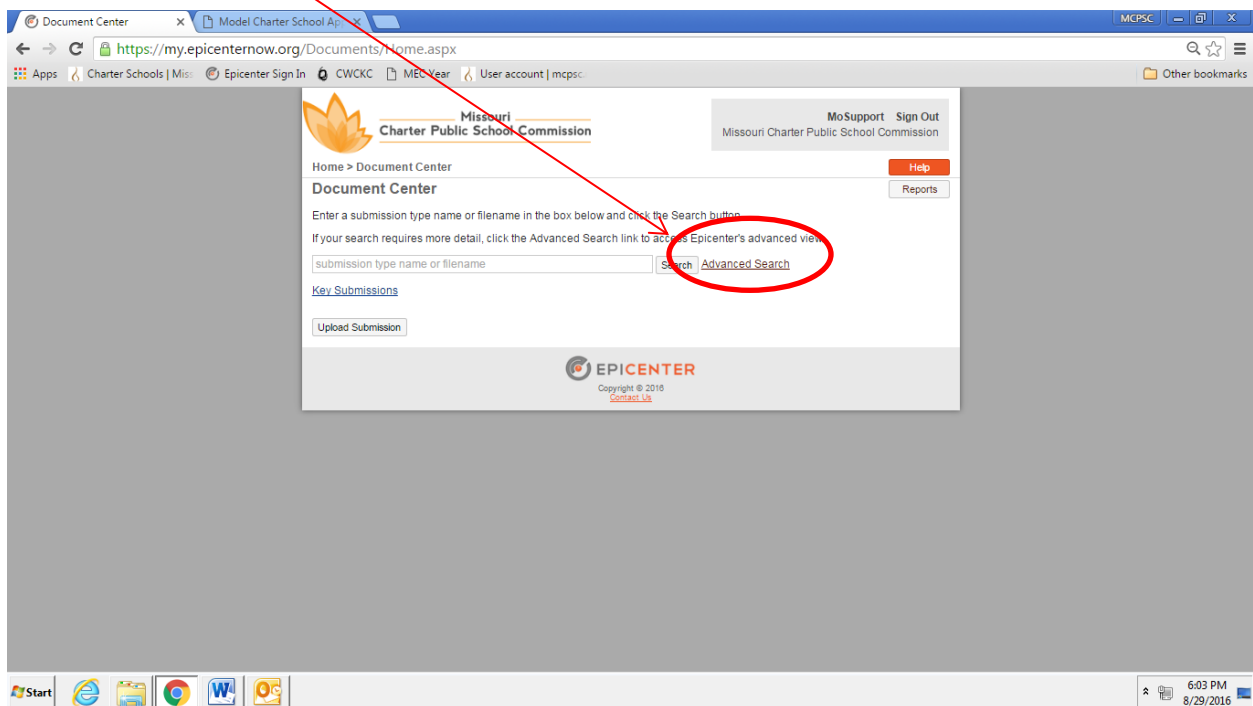 Document Center
Model Charter School Ap
MCPSC
https://my.epicenternow.org/Documents/Home.aspx
Apps
Charter Schools | Miss
Epicenter Sign In
CWCKC
MEC Year
User account | mcpsc.
Other bookmarks
Missouri
Charter Public School Commission
MoSupport Sign Out
Missouri Charter Public School Commission
Home > Document Center
Help
Document Center
Reports
Enter a submission type name or filename in the box below and click the Search button.
If your search requires more detail, click the Advanced Search link to access Epicenter's advanced view.
submission type name or filename
Search
Advanced Search
Key Submissions
Upload Submission
EPICENTER
Copyright © 2016
Contact Us
Start
6:03 PM
8/29/2016